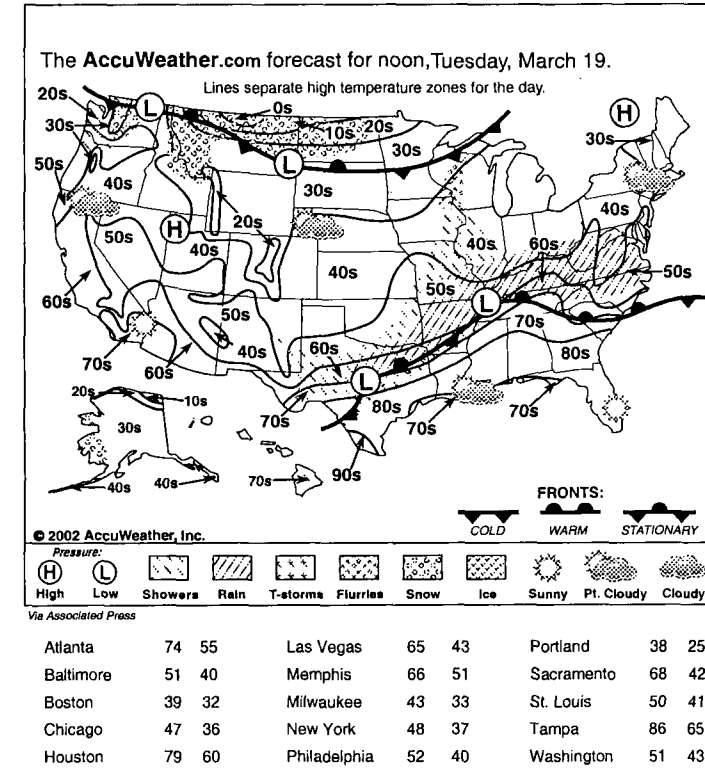 The AccuWeather.com forecast for noon, Tuesday, March 19.
Lines separate high temperature zones for the day.
20s
L
0s
H
30s
10s
20s
30s
30s
50s
40s
L
30s
20s
40s
H
50s
40s
40s
60s
40s
50s
60s
50s
50s
L
70s
60s
70s
60s
40s
80s
20s
10s
L
80s
30s
70s
70s
70s
40s
40s
70s
90s
FRONTS:
COLD WARM STATIONARY
© 2002 AccuWeather, Inc.
Pressure:
H L
High Low Showers Rain T-storms Flurries Snow Ice Sunny Pt. Cloudy Cloudy
Via Associated Press
Atlanta 74 55 Las Vegas 65 43 Portland 38 25
Baltimore 51 40 Memphis 66 51 Sacramento 68 42
Boston 39 32 Milwaukee 43 33 St. Louis 50 41
Chicago 47 36 New York 48 37 Tampa 86 65
Houston 79 60 Philadelphia 52 40 Washington 51 43